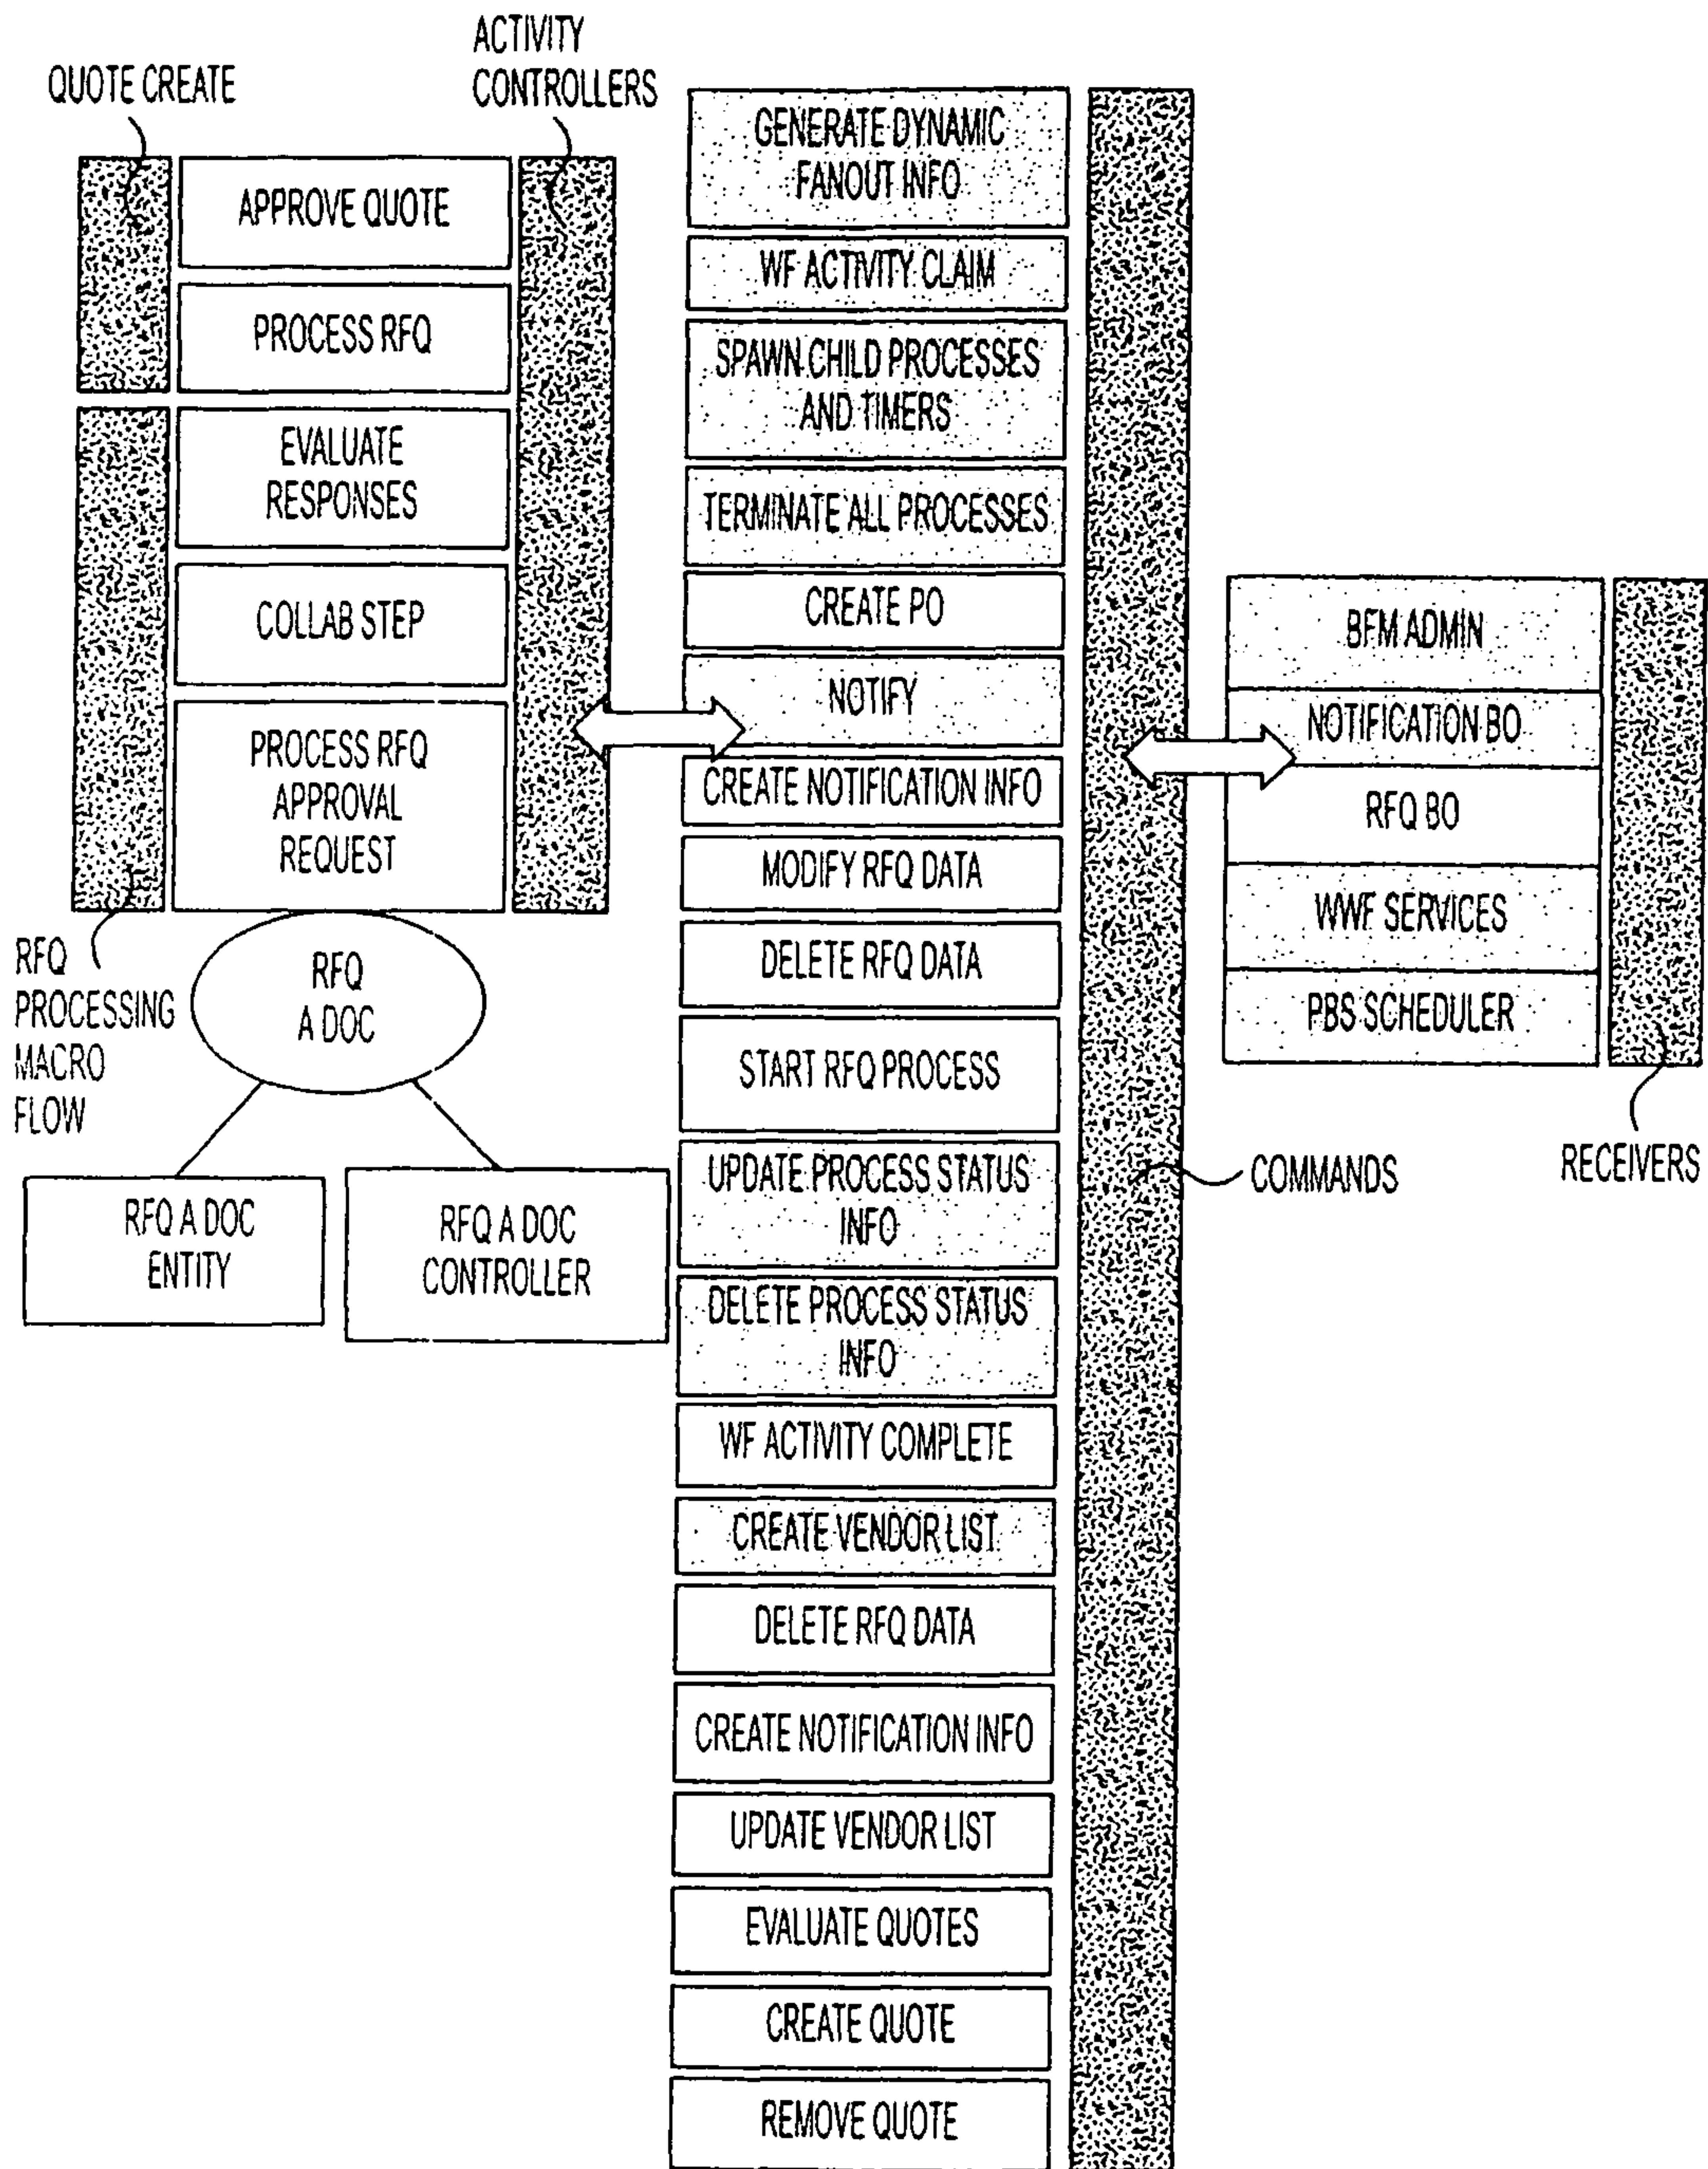 QUOTE CREATE
ACTIVITY
CONTROLLERS
APPROVE QUOTE
PROCESS RFQ
EVALUATE
RESPONSES
COLLAB STEP
PROCESS RFQ
APPROVAL
REQUEST
RFQ
PROCESSING
MACRO
FLOW
RFQ
A DOC
RFQ A DOC
ENTITY
RFQ A DOC
CONTROLLER
GENERATE DYNAMIC
FANOUT INFO
WF ACTIVITY CLAIM
SPAWN CHILD PROCESSES
AND TIMERS
TERMINATE ALL PROCESSES
CREATE PO
NOTIFY
CREATE NOTIFICATION INFO
MODIFY RFQ DATA
DELETE RFQ DATA
START RFQ PROCESS
UPDATE PROCESS STATUS
INFO
DELETE PROCESS STATUS
INFO
WF ACTIVITY COMPLETE
CREATE VENDOR LIST
DELETE RFQ DATA
CREATE NOTIFICATION INFO
UPDATE VENDOR LIST
EVALUATE QUOTES
CREATE QUOTE
REMOVE QUOTE
COMMANDS
BFM ADMIN
NOTIFICATION BO
RFQ BO
WWF SERVICES
PBS SCHEDULER
RECEIVERS